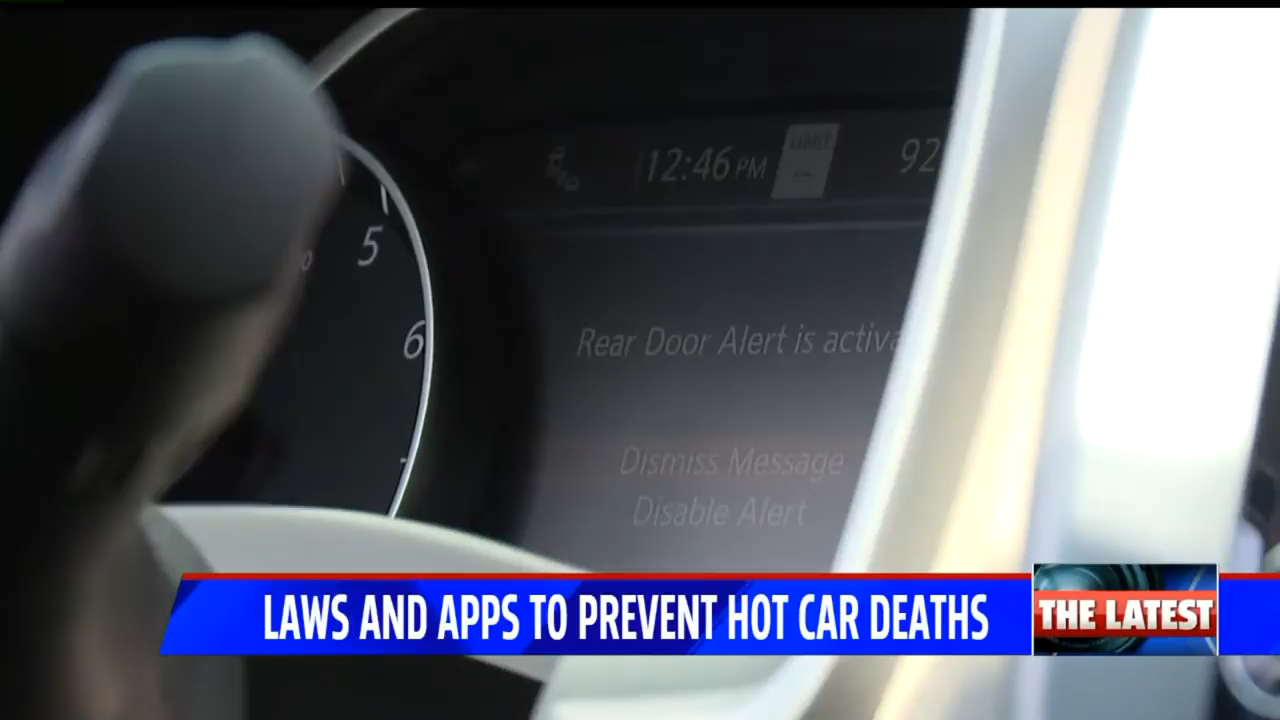 12:46 PM
LIMIT
92
5
6
Rear Door Alert is activa
Dismiss Message
Disable Alert
LAWS AND APPS TO PREVENT HOT CAR DEATHS
THE LATEST